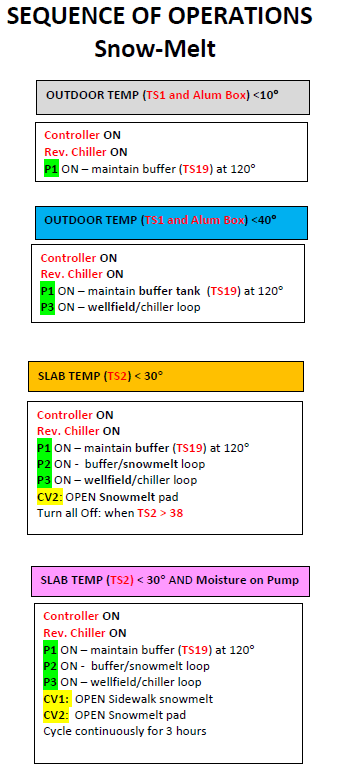 SEQUENCE OF OPERATIONS
Snow-Melt
OUTDOOR TEMP (TS1 and Alum Box) <10°
Controller ON
Rev. Chiller ON
P1 ON – maintain buffer (TS19) at 120°
OUTDOOR TEMP (TS1 and Alum Box) <40°
Controller ON
Rev. Chiller ON
P1 ON – maintain buffer tank (TS19) at 120°
P3 ON – wellfield/chiller loop
SLAB TEMP (TS2) < 30°
Controller ON
Rev. Chiller ON
P1 ON – maintain buffer (TS19) at 120°
P2 ON - buffer/snowmelt loop
P3 ON – wellfield/chiller loop
CV2: OPEN Snowmelt pad
Turn all Off: when TS2 > 38
SLAB TEMP (TS2) < 30° AND Moisture on Pump
Controller ON
Rev. Chiller ON
P1 ON – maintain buffer (TS19) at 120°
P2 ON - buffer/snowmelt loop
P3 ON – wellfield/chiller loop
CV1: OPEN Sidewalk snowmelt
CV2: OPEN Snowmelt pad
Cycle continuously for 3 hours